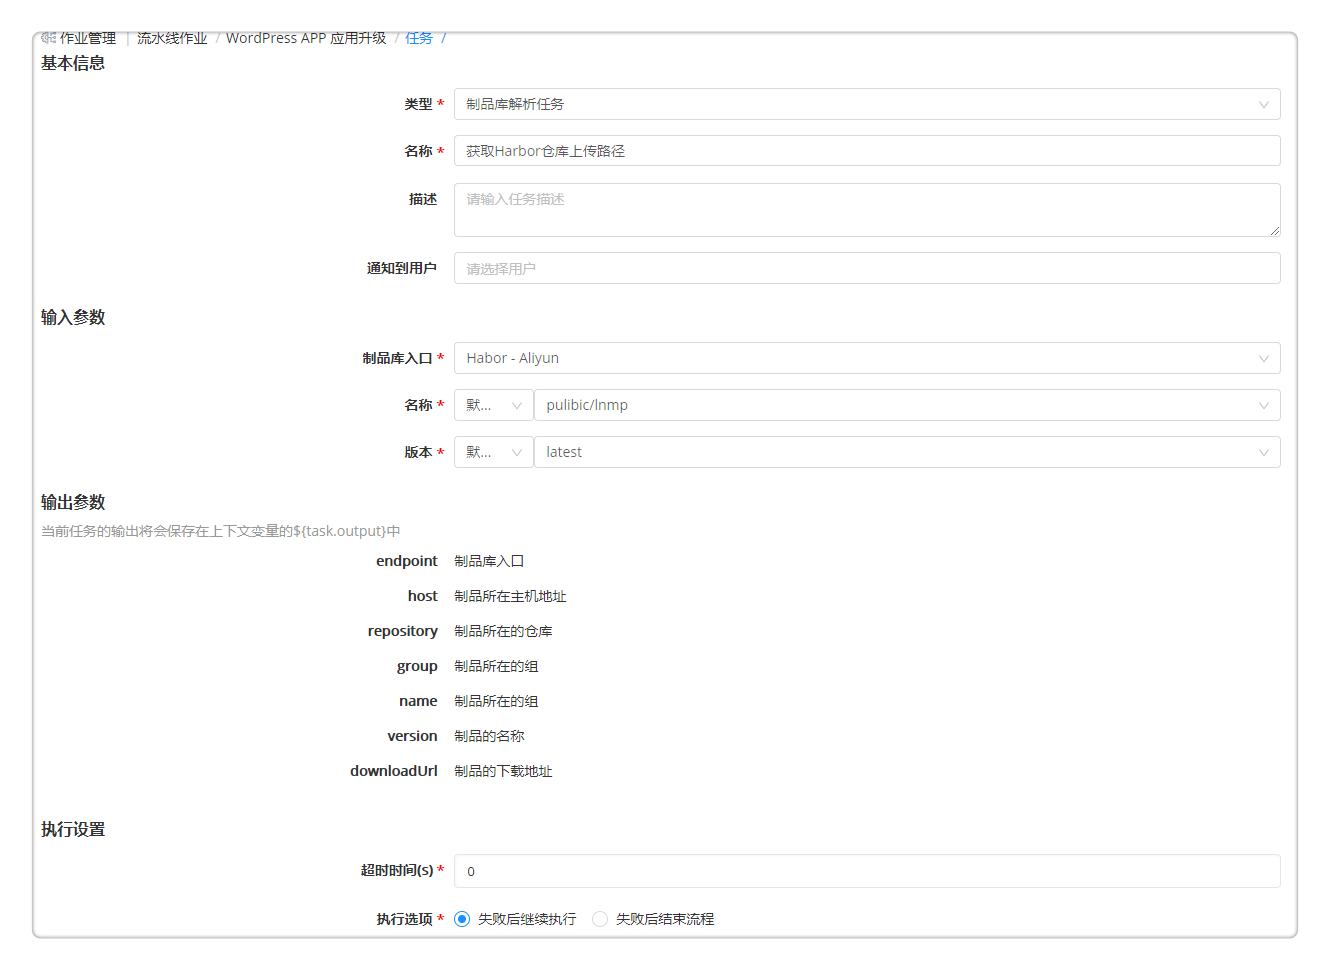 作业管理 | 流水线作业 / WordPress APP 应用升级 / 任务 /
基本信息
类型 * 制品库解析任务
名称 * 获取Harbor仓库上传路径
描述 请输入任务描述
通知到用户 请选择用户
输入参数
制品库入口 * Habor - Aliyun
名称 * 默... pulibic/lnmp
版本 * 默... latest
输出参数
当前任务的输出将会保存在上下文变量的${task.output}中
endpoint 制品库入口
host 制品所在主机地址
repository 制品所在的仓库
group 制品所在的组
name 制品所在的组
version 制品的名称
downloadUrl 制品的下载地址
执行设置
超时时间(s) * 0
执行选项 * 失败后继续执行 失败后结束流程